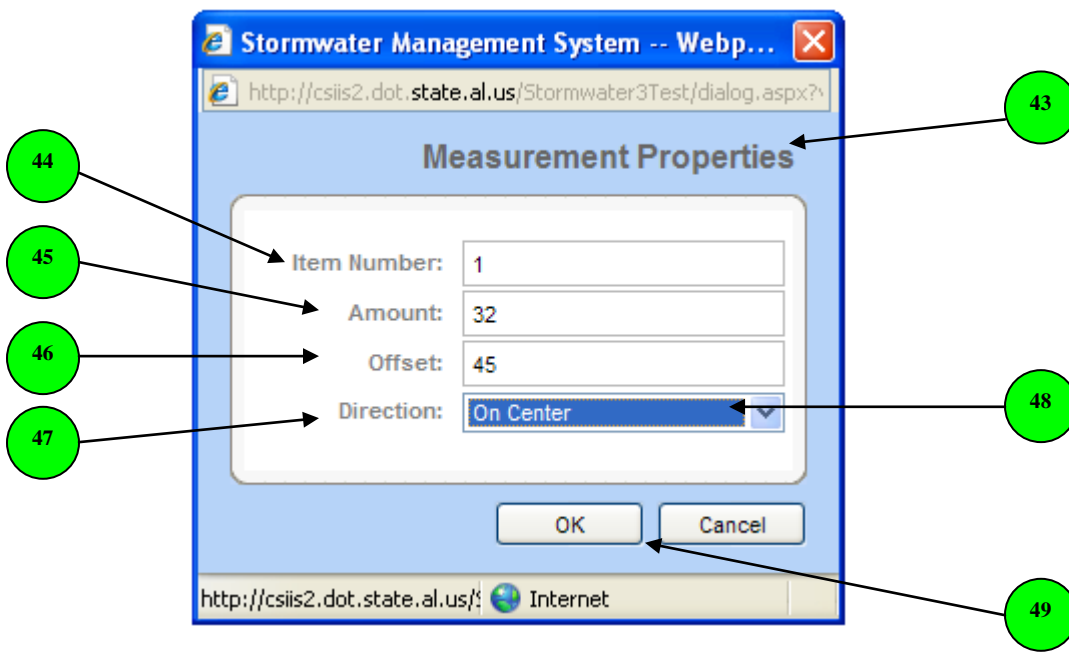 Stormwater Management System -- Webp...
http://csiis2.dot.state.al.us/Stormwater3Test/dialog.aspx?
43
Measurement Properties
44
Item Number: 1
45
Amount: 32
46
Offset: 45
47
Direction: On Center
48
OK Cancel
49
http://csiis2.dot.state.al.us/ Internet